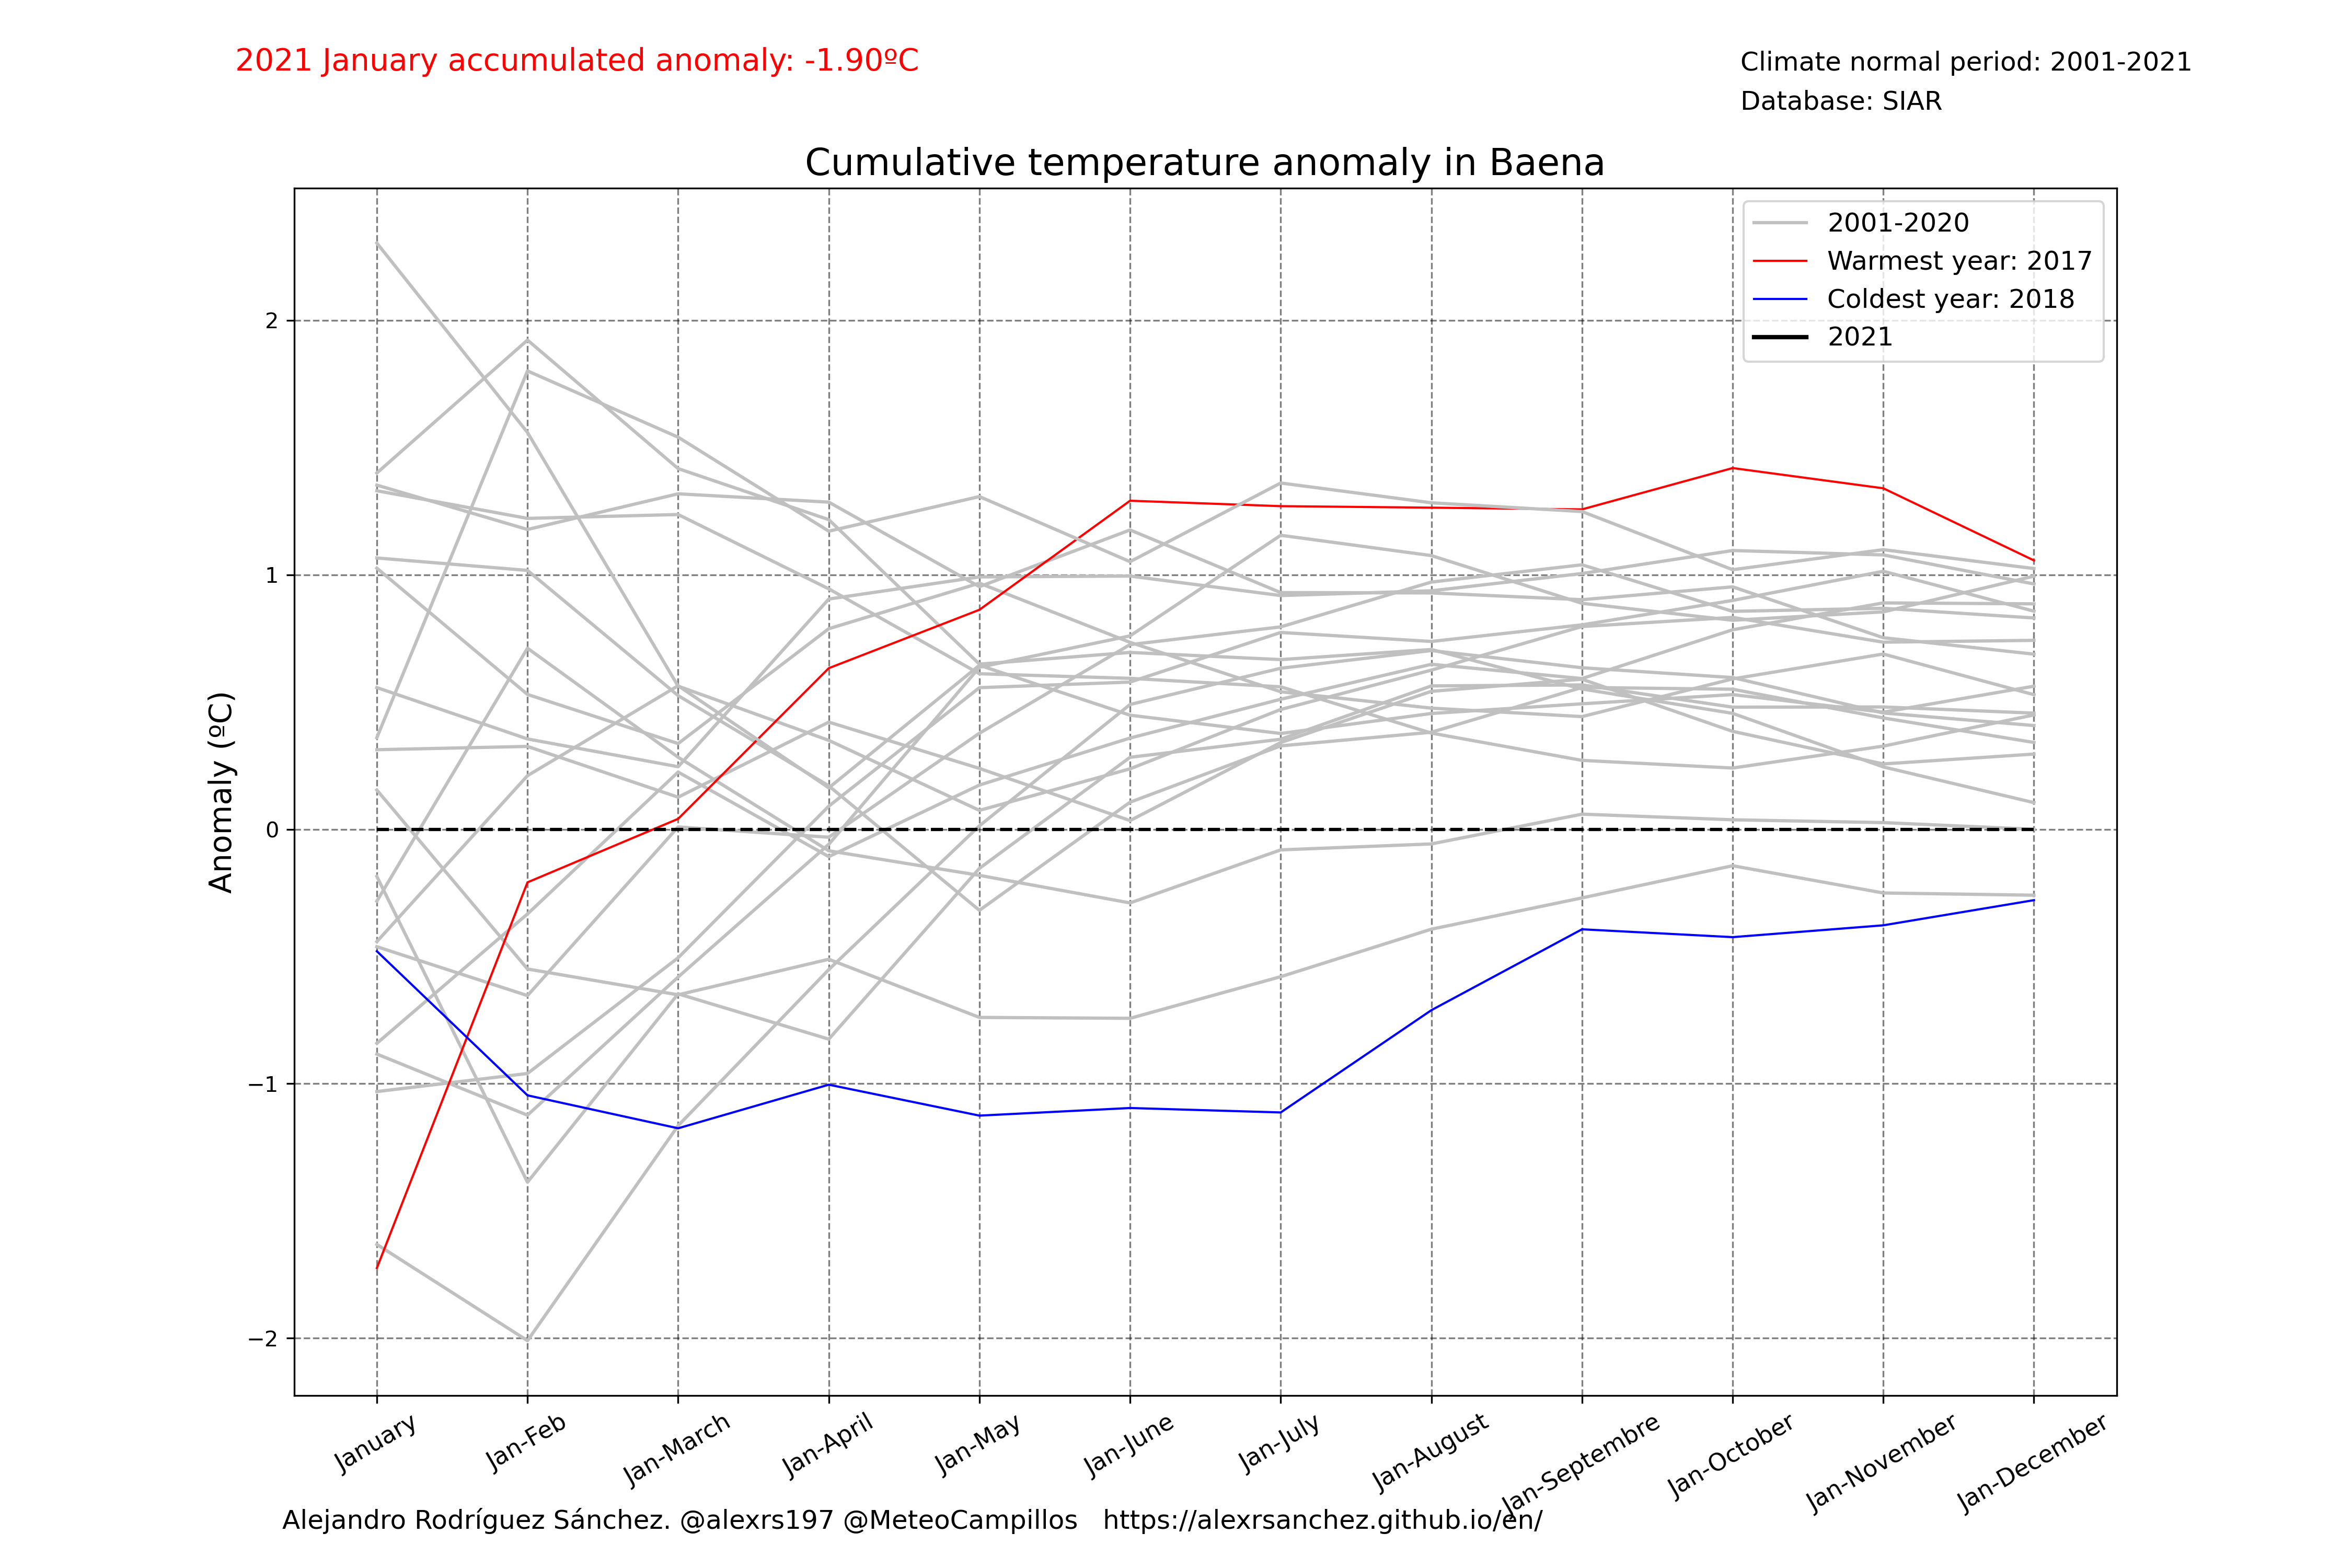 2021 January accumulated anomaly: -1.90ºC
Climate normal period: 2001-2021
Database: SIAR
Cumulative temperature anomaly in Baena
2001-2020
Warmest year: 2017
Coldest year: 2018
2021
Anomaly (ºC)
2
1
0
−1
−2
January
Jan-Feb
Jan-March
Jan-April
Jan-May
Jan-June
Jan-July
Jan-August
Jan-Septembre
Jan-October
Jan-November
Jan-December
Alejandro Rodríguez Sánchez. @alexrs197 @MeteoCampillos https://alexrsanchez.github.io/en/